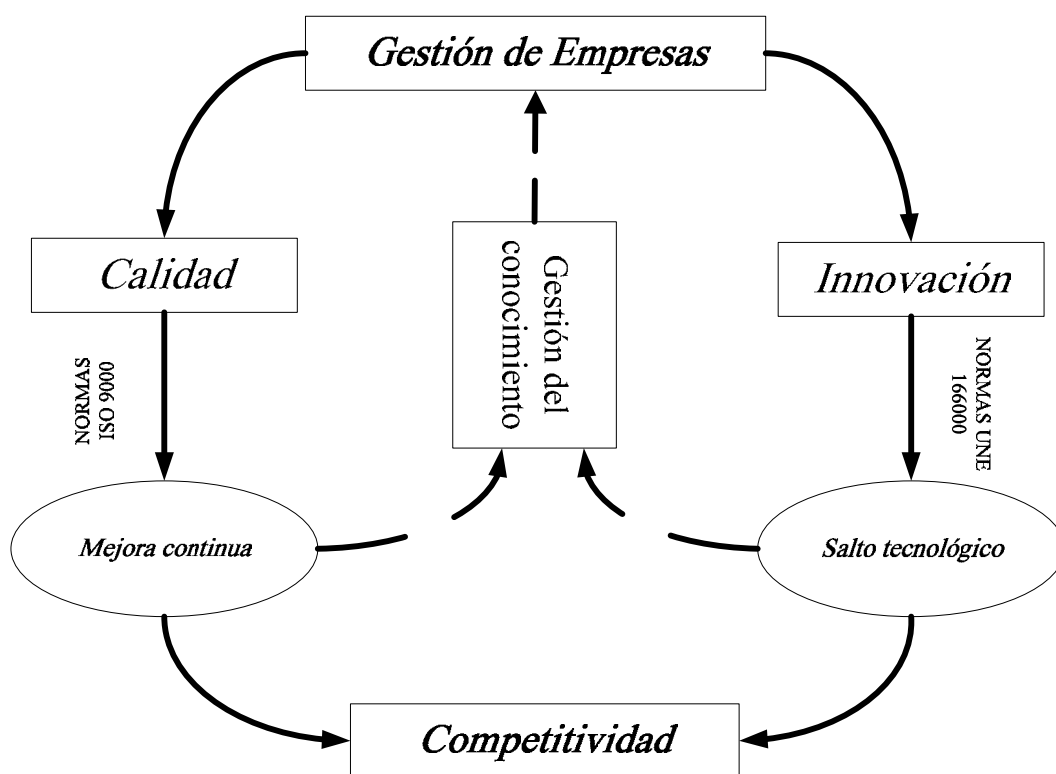 Gestión de Empresas
Calidad
Gestión del
conocimiento
Innovación
NORMAS
ISO 9000
NORMAS UNE
166000
Mejora continua
Salto tecnológico
Competitividad